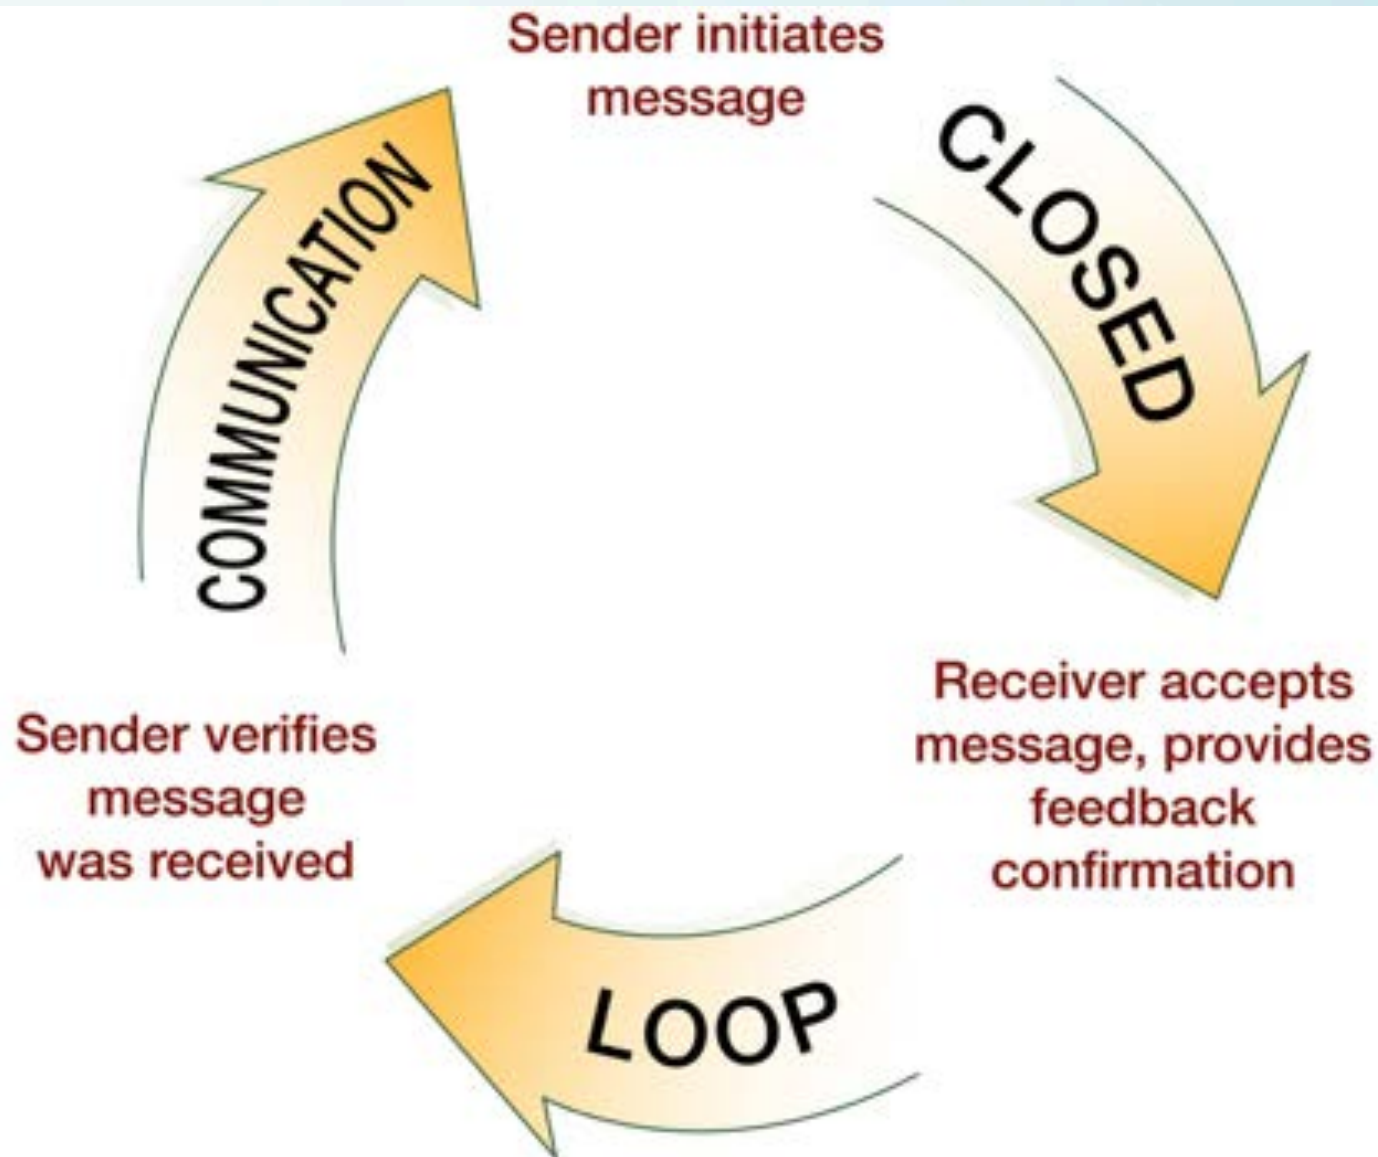 Sender initiates
message
CLOSED
Receiver accepts
message, provides
feedback
confirmation
LOOP
Sender verifies
message
was received
COMMUNICATION